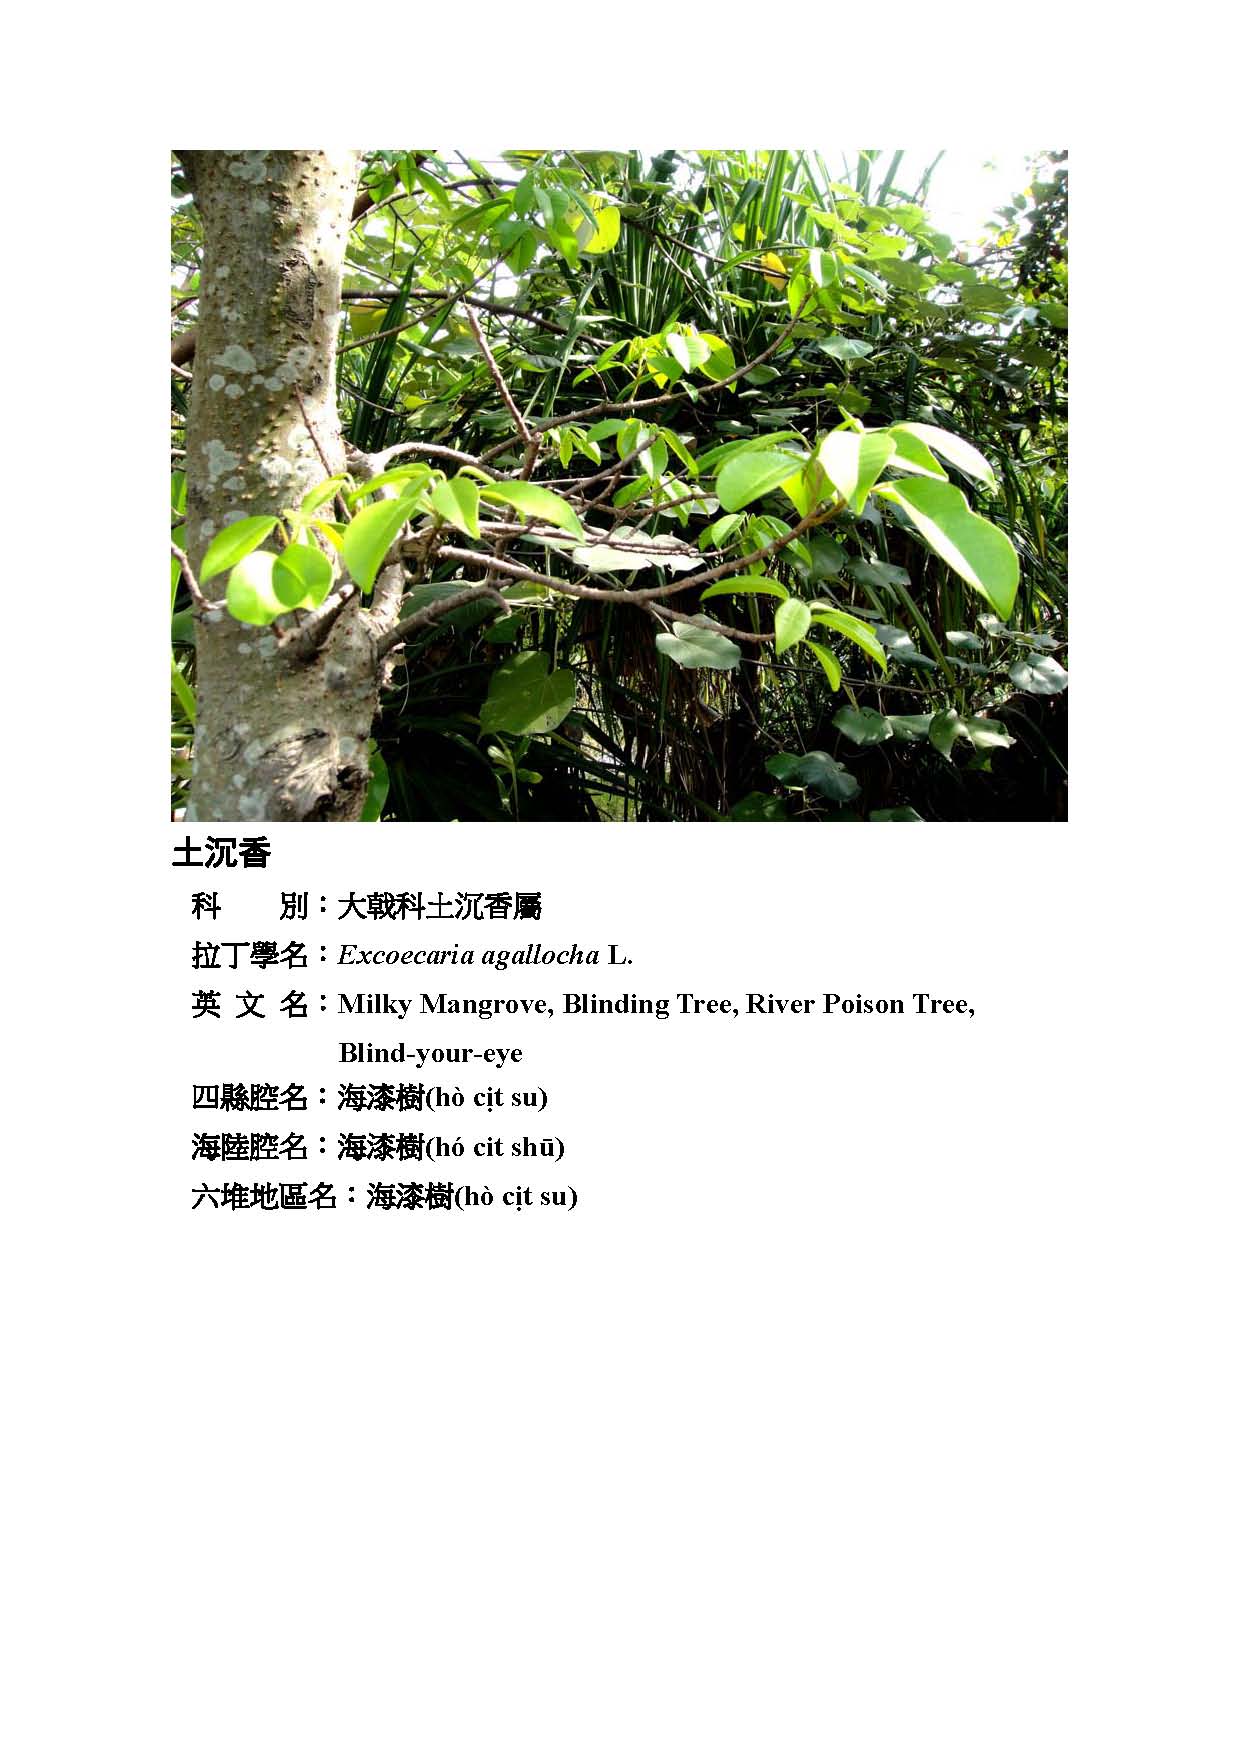 土沉香
科　　別：大戟科土沉香屬
拉丁學名：Excoecaria agallocha L.
英 文 名：Milky Mangrove, Blinding Tree, River Poison Tree,
Blind-your-eye
四縣腔名：海漆樹(hò cịt su)
海陸腔名：海漆樹(hó cit shū)
六堆地區名：海漆樹(hò cịt su)